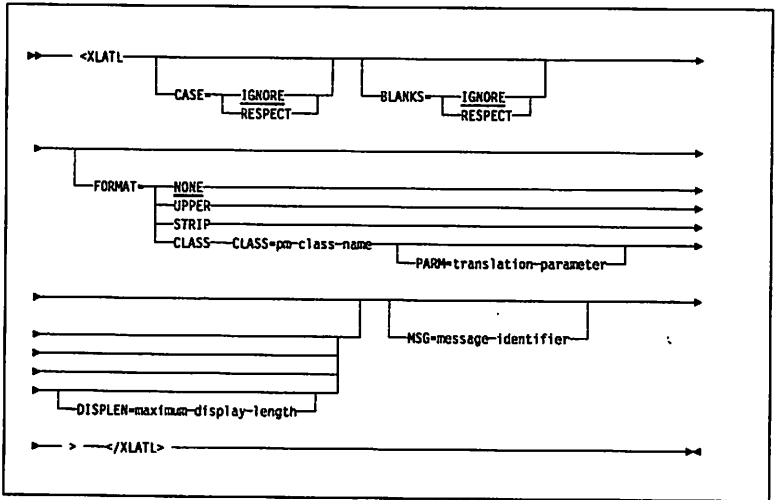 <XLATL
CASE= IGNORE
RESPECT
BLANKS= IGNORE
RESPECT
FORMAT= NONE
UPPER
STRIP
CLASS CLASS=pm-class-name
PARM=translation-parameter
MSG=message-identifier
DISPLEN=maximum-display-length
> </XLATL>